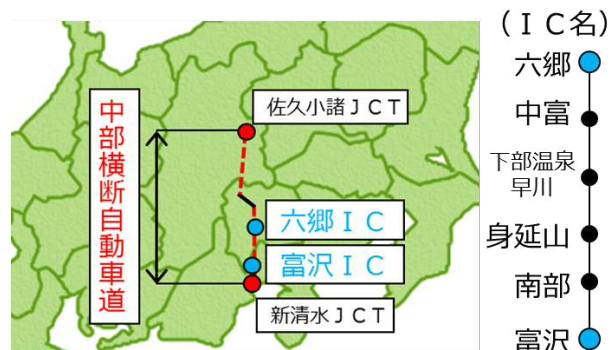 中部横断自動車道
佐久小諸ＪＣＴ
六郷ＩＣ
富沢ＩＣ
新清水ＪＣＴ
（ＩＣ名）
六郷
中富
下部温泉
早川
身延山
南部
富沢